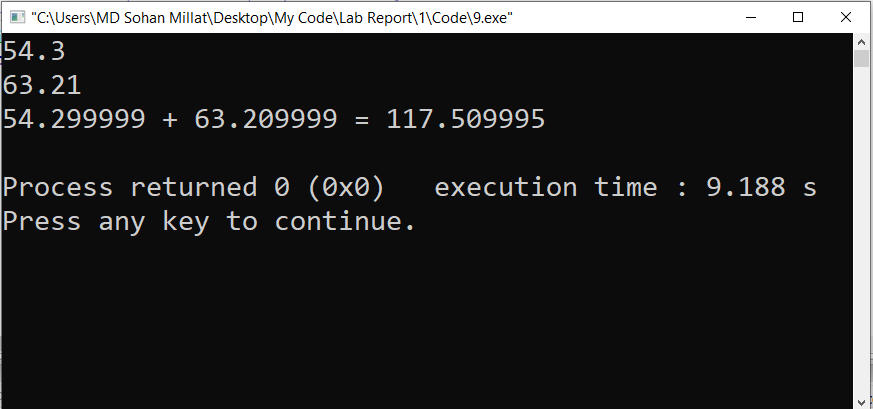 "C:\Users\MD Sohan Millat\Desktop\My Code\Lab Report\1\Code\9.exe"
54.3
63.21
54.299999 + 63.209999 = 117.509995
Process returned 0 (0x0)   execution time : 9.188 s
Press any key to continue.